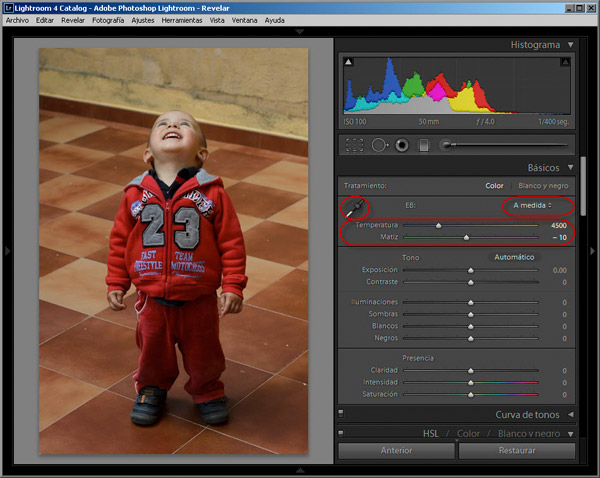 Lightroom 4 Catalog - Adobe Photoshop Lightroom - Revelar
Archivo Editar Revelar Fotografía Ajustes Herramientas Vista Ventana Ayuda
Histograma
ISO 100 50 mm ƒ / 4.0 1/400 seg.
Básicos
Tratamiento: Color Blanco y negro
EB: A medida
Temperatura 4500
Matiz – 10
Tono Automático
Exposición 0.00
Contraste 0
Iluminaciones 0
Sombras 0
Blancos 0
Negros 0
Presencia
Claridad 0
Intensidad 0
Saturación 0
Curva de tonos
HSL / Color / Blanco y negro
Anterior Restaurar
23
FAST TEAM
FREESTYLE MOTOCROSS